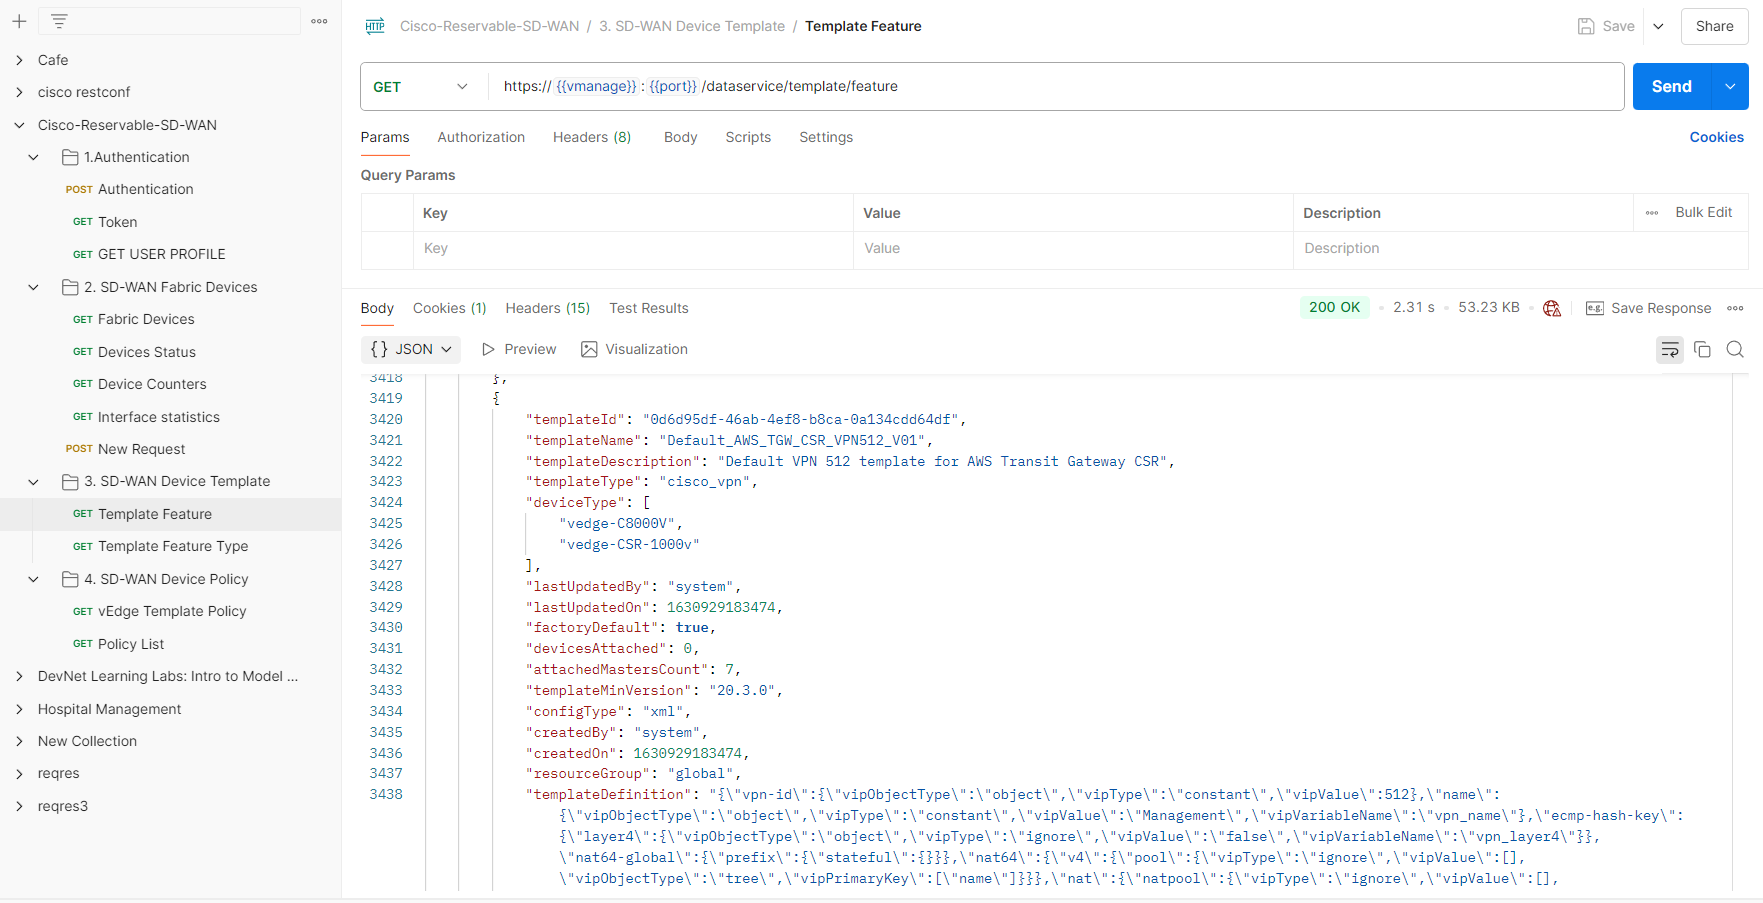 Cafe
cisco restconf
Cisco-Reservable-SD-WAN
1.Authentication
POST Authentication
GET Token
GET GET USER PROFILE
2. SD-WAN Fabric Devices
GET Fabric Devices
GET Devices Status
GET Device Counters
GET Interface statistics
POST New Request
3. SD-WAN Device Template
GET Template Feature
GET Template Feature Type
4. SD-WAN Device Policy
GET vEdge Template Policy
GET Policy List
DevNet Learning Labs: Intro to Model ...
Hospital Management
New Collection
reqres
reqres3
HTTP Cisco-Reservable-SD-WAN / 3. SD-WAN Device Template / Template Feature Save Share
GET https:// {{vmanage}} : {{port}} /dataservice/template/feature Send
Params Authorization Headers (8) Body Scripts Settings Cookies
Query Params
Key Value Description Bulk Edit
Key Value Description
Body Cookies (1) Headers (15) Test Results 200 OK 2.31 s 53.23 KB e.g. Save Response
{} JSON Preview Visualization
3418 },
3419 {
3420 "templateId": "0d6d95df-46ab-4ef8-b8ca-0a134cdd64df",
3421 "templateName": "Default_AWS_TGW_CSR_VPN512_V01",
3422 "templateDescription": "Default VPN 512 template for AWS Transit Gateway CSR",
3423 "templateType": "cisco_vpn",
3424 "deviceType": [
3425 "vedge-C8000V",
3426 "vedge-CSR-1000v"
3427 ],
3428 "lastUpdatedBy": "system",
3429 "lastUpdatedOn": 1630929183474,
3430 "factoryDefault": true,
3431 "devicesAttached": 0,
3432 "attachedMastersCount": 7,
3433 "templateMinVersion": "20.3.0",
3434 "configType": "xml",
3435 "createdBy": "system",
3436 "createdOn": 1630929183474,
3437 "resourceGroup": "global",
3438 "templateDefinition": "{\"vpn-id\":{\"vipObjectType\":\"object\",\"vipType\":\"constant\",\"vipValue\":512},\"name\":
{\"vipObjectType\":\"object\",\"vipType\":\"constant\",\"vipValue\":\"Management\",\"vipVariableName\":\"vpn_name\"},\"ecmp-hash-key\":
{\"layer4\":{\"vipObjectType\":\"object\",\"vipType\":\"ignore\",\"vipValue\":\"false\",\"vipVariableName\":\"vpn_layer4\"}},
\"nat64-global\":{\"prefix\":{\"stateful\":{}}},\"nat64\":{\"v4\":{\"pool\":{\"vipType\":\"ignore\",\"vipValue\":[],
\"vipObjectType\":\"tree\",\"vipPrimaryKey\":[\"name\"]}}},\"nat\":{\"natpool\":{\"vipType\":\"ignore\",\"vipValue\":[],